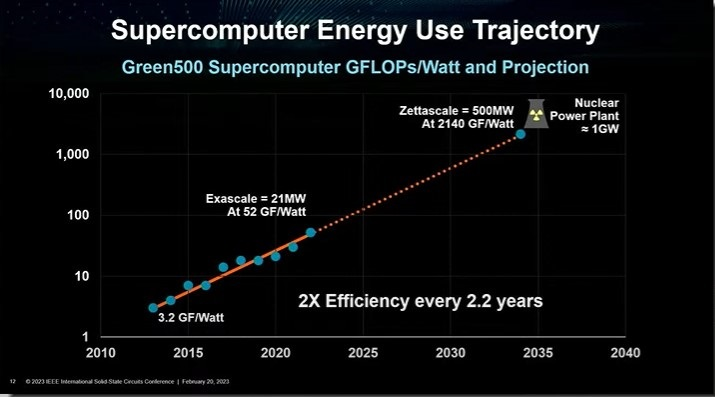 Supercomputer Energy Use Trajectory
Green500 Supercomputer GFLOPs/Watt and Projection
10,000
1,000
100
10
1
Zettascale = 500MW
At 2140 GF/Watt
Nuclear
Power Plant
≈ 1GW
Exascale = 21MW
At 52 GF/Watt
3.2 GF/Watt
2X Efficiency every 2.2 years
2010
2015
2020
2025
2030
2035
2040
12 © 2023 IEEE International Solid-State Circuits Conference | February 20, 2023